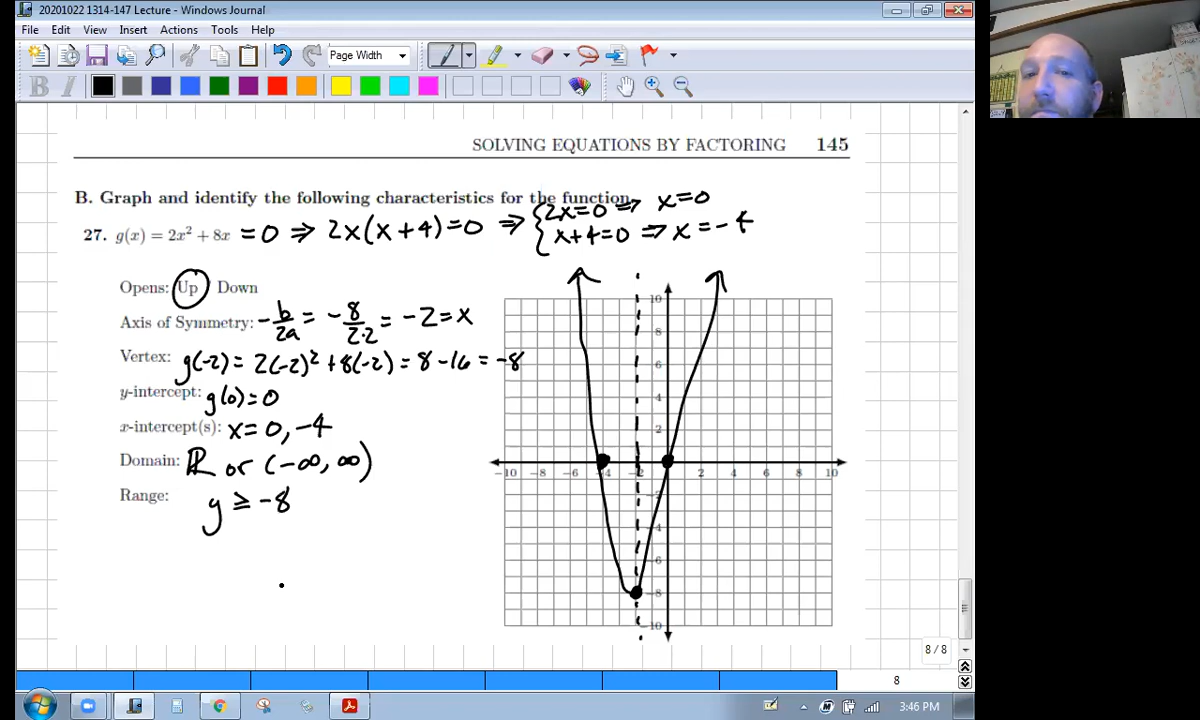 20201022 1314-147 Lecture - Windows Journal
File Edit View Insert Actions Tools Help
Page Width
B I
SOLVING EQUATIONS BY FACTORING 145
B. Graph and identify the following characteristics for the function.
27. g(x) = 2x² + 8x = 0 ⇒ 2x(x+4)=0 ⇒ { 2x=0 ⇒ x=0
x+4=0 ⇒ x=-4
Opens: Up Down
Axis of Symmetry: -b/2a = -8/2·2 = -2 = x
Vertex: g(-2) = 2(-2)² + 8(-2) = 8 - 16 = -8
y-intercept: g(0) = 0
x-intercept(s): x = 0, -4
Domain: ℝ or (-∞, ∞)
Range: y ≥ -8
10
8
6
4
2
-10 -8 -6 -4 -2 2 4 6 8 10
-2
-4
-6
-8
-10
8 / 8
8
3:46 PM